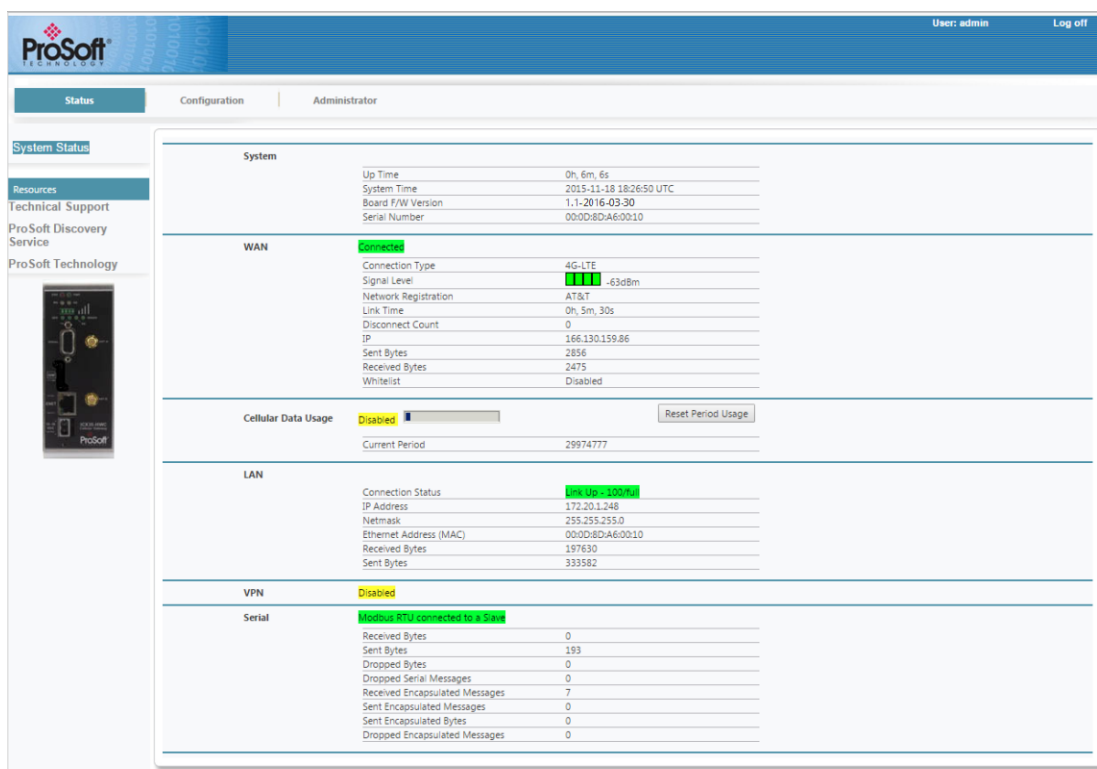 User: admin Log off
ProSoft®
TECHNOLOGY
Status Configuration Administrator
System Status
Resources
Technical Support
ProSoft Discovery
Service
ProSoft Technology
ProSoft
System
Up Time 0h, 6m, 6s
System Time 2015-11-18 18:26:50 UTC
Board F/W Version 1.1-2016-03-30
Serial Number 00:0D:8D:A6:00:10
WAN Connected
Connection Type 4G-LTE
Signal Level -63dBm
Network Registration AT&T
Link Time 0h, 5m, 30s
Disconnect Count 0
IP 166.130.159.86
Sent Bytes 2856
Received Bytes 2475
Whitelist Disabled
Cellular Data Usage Disabled Reset Period Usage
Current Period 29974777
LAN
Connection Status Link Up - 100/full
IP Address 172.20.1.248
Netmask 255.255.255.0
Ethernet Address (MAC) 00:0D:8D:A6:00:10
Received Bytes 197630
Sent Bytes 333582
VPN Disabled
Serial Modbus RTU connected to a Slave
Received Bytes 0
Sent Bytes 193
Dropped Bytes 0
Dropped Serial Messages 0
Received Encapsulated Messages 7
Sent Encapsulated Messages 0
Sent Encapsulated Bytes 0
Dropped Encapsulated Messages 0